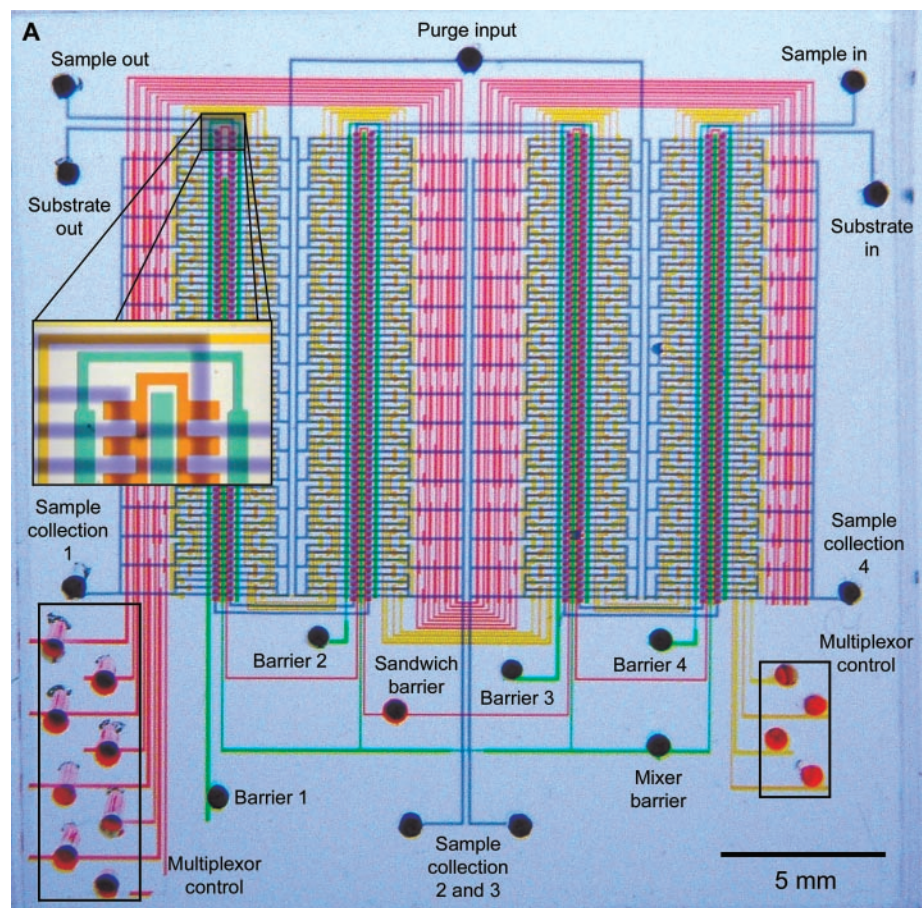 A
Purge input
Sample out
Sample in
Substrate
out
Substrate
in
Sample
collection
1
Sample
collection
4
Barrier 2
Sandwich
barrier
Barrier 3
Barrier 4
Multiplexor
control
Barrier 1
Mixer
barrier
Multiplexor
control
Sample
collection
2 and 3
5 mm